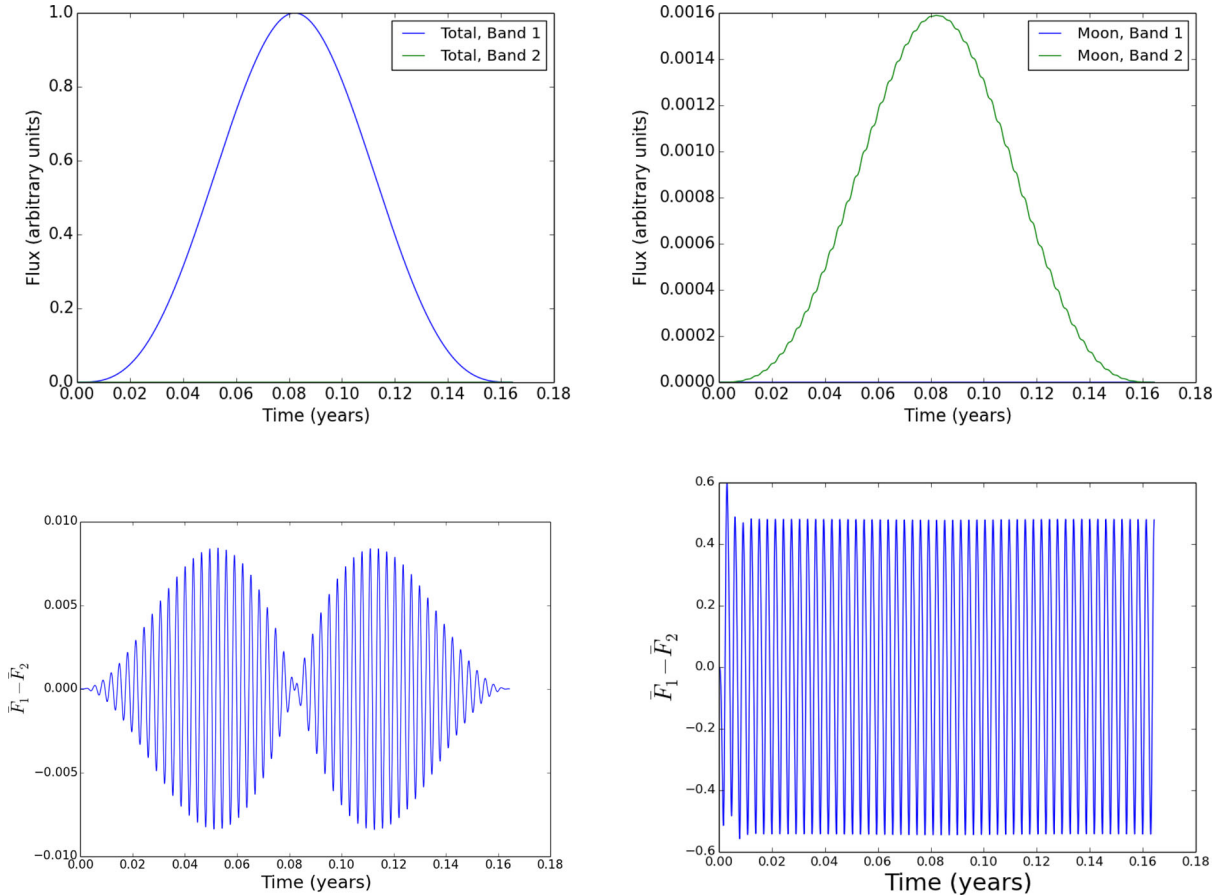 Flux (arbitrary units)
1.0
0.8
0.6
0.4
0.2
0.0
Total, Band 1
Total, Band 2
0.00 0.02 0.04 0.06 0.08 0.10 0.12 0.14 0.16 0.18
Time (years)
Flux (arbitrary units)
0.0016
0.0014
0.0012
0.0010
0.0008
0.0006
0.0004
0.0002
0.0000
Moon, Band 1
Moon, Band 2
0.00 0.02 0.04 0.06 0.08 0.10 0.12 0.14 0.16 0.18
Time (years)
F̄₁−F̄₂
0.010
0.005
0.000
−0.005
−0.010
0.00 0.02 0.04 0.06 0.08 0.10 0.12 0.14 0.16 0.18
Time (years)
F̄₁−F̄₂
0.6
0.4
0.2
0.0
−0.2
−0.4
−0.6
0.00 0.02 0.04 0.06 0.08 0.10 0.12 0.14 0.16 0.18
Time (years)